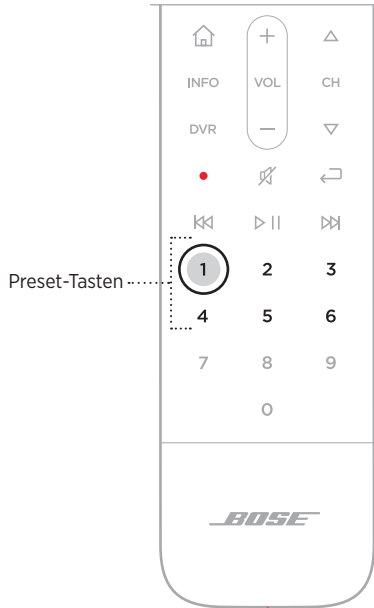 INFO VOL CH
DVR
1 2 3
Preset-Tasten
4 5 6
7 8 9
0
BOSE